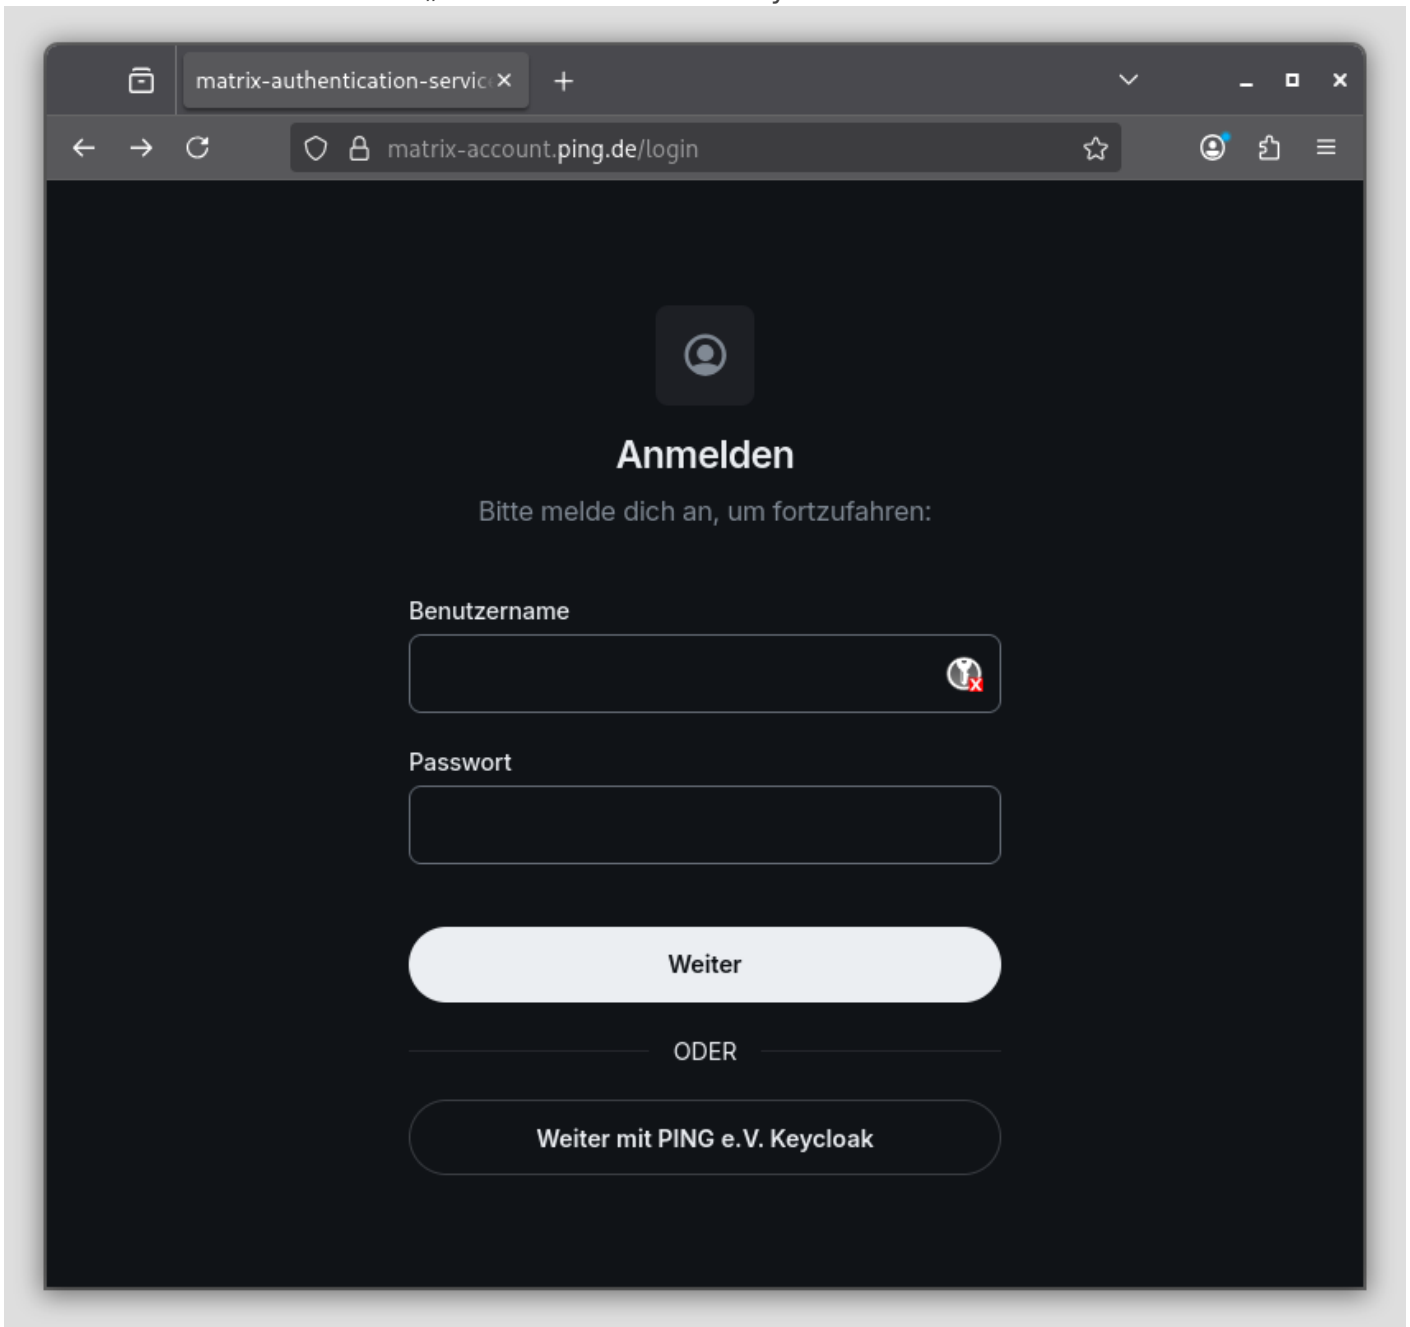 matrix-authentication-servic
matrix-account.ping.de/login
Anmelden
Bitte melde dich an, um fortzufahren:
Benutzername
Passwort
Weiter
ODER
Weiter mit PING e.V. Keycloak